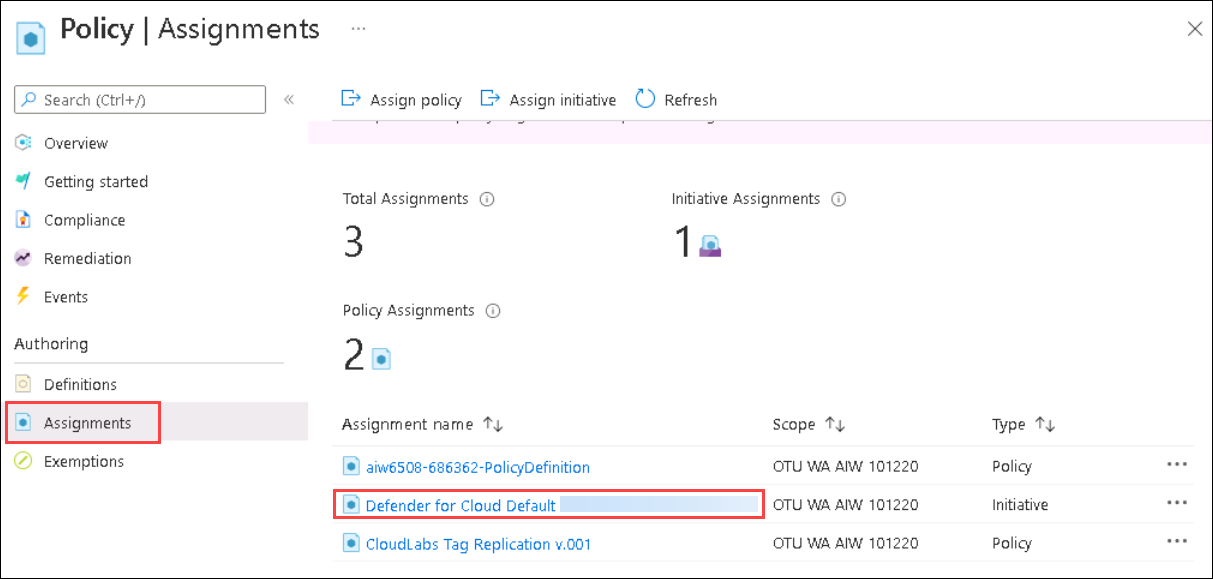 Policy | Assignments ...
Search (Ctrl+/) «
Assign policy Assign initiative Refresh
Overview
Getting started
Compliance
Remediation
Events
Authoring
Definitions
Assignments
Exemptions
Total Assignments
3
Initiative Assignments
1
Policy Assignments
2
Assignment name Scope Type
aiw6508-686362-PolicyDefinition OTU WA AIW 101220 Policy ...
Defender for Cloud Default OTU WA AIW 101220 Initiative ...
CloudLabs Tag Replication v.001 OTU WA AIW 101220 Policy ...